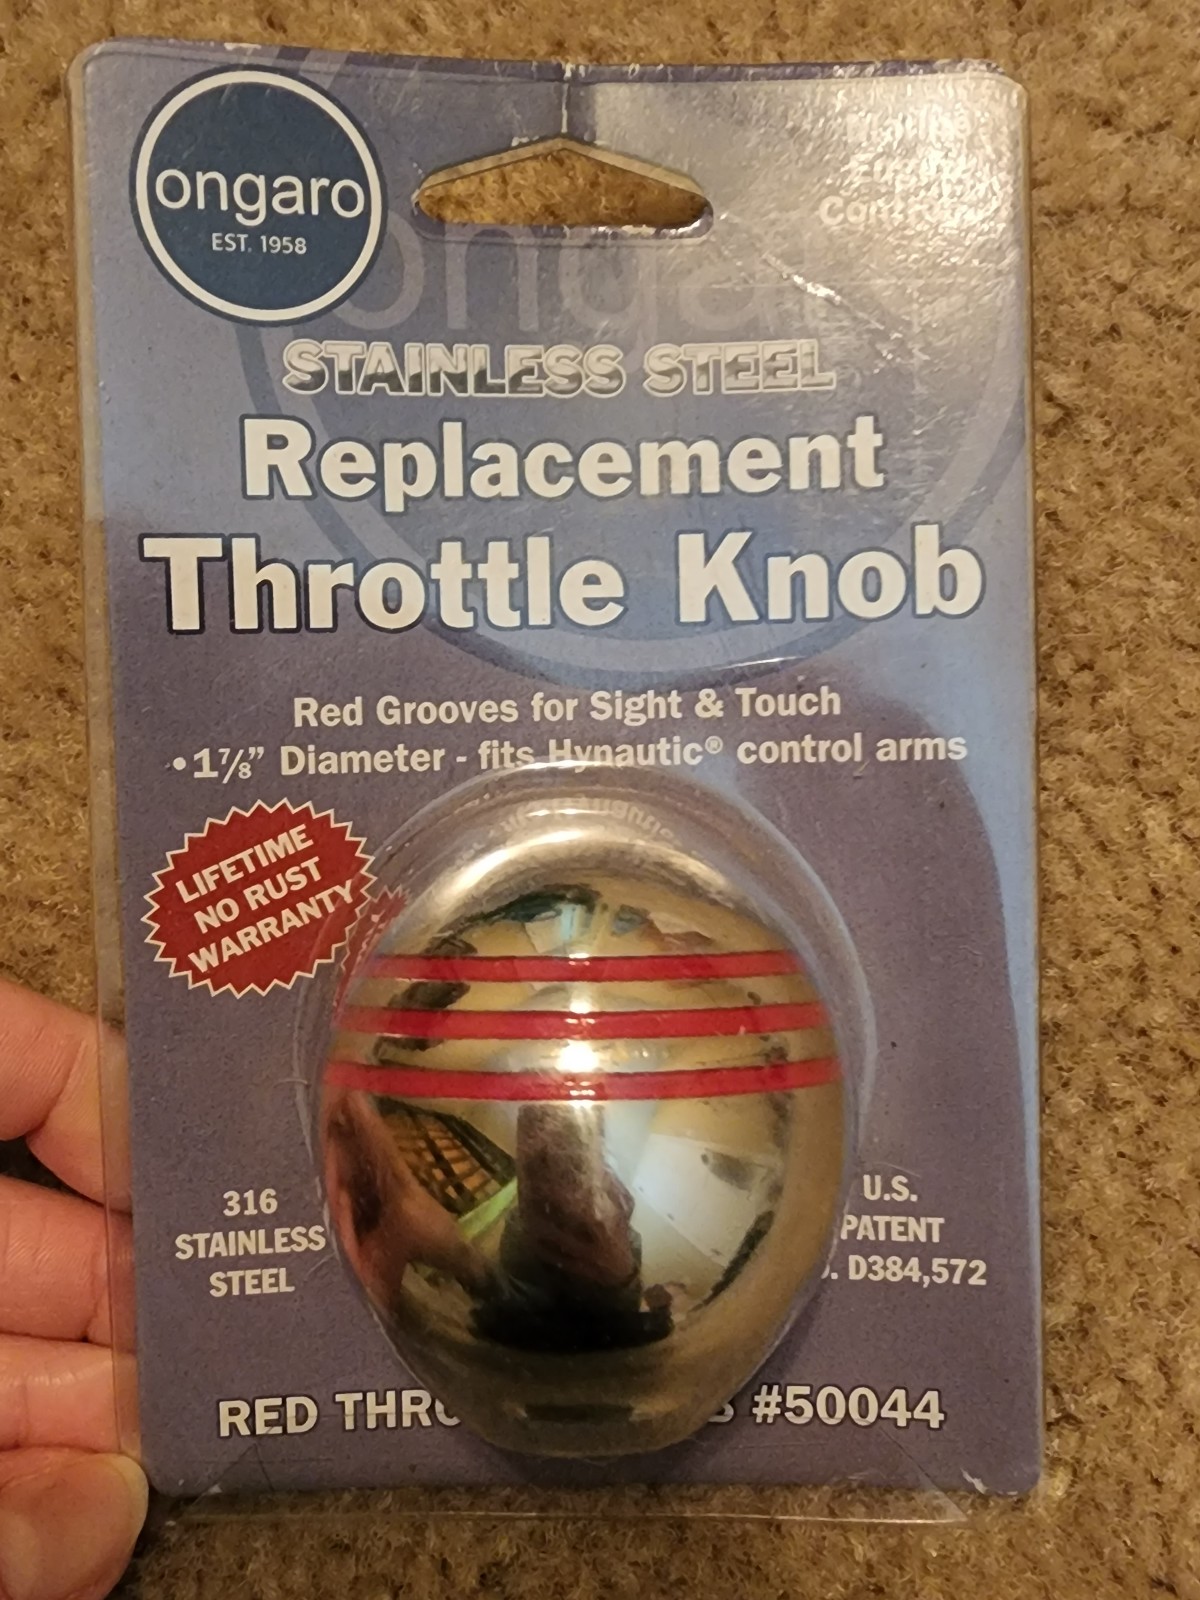 ongaro
EST. 1958
ongar
STAINLESS STEEL
Replacement
Throttle Knob
Red Grooves for Sight & Touch
•1⅞” Diameter - fits Hynautic® control arms
LIFETIME
NO RUST
WARRANTY
316
STAINLESS
STEEL
U.S.
PATENT
D384,572
RED #50044